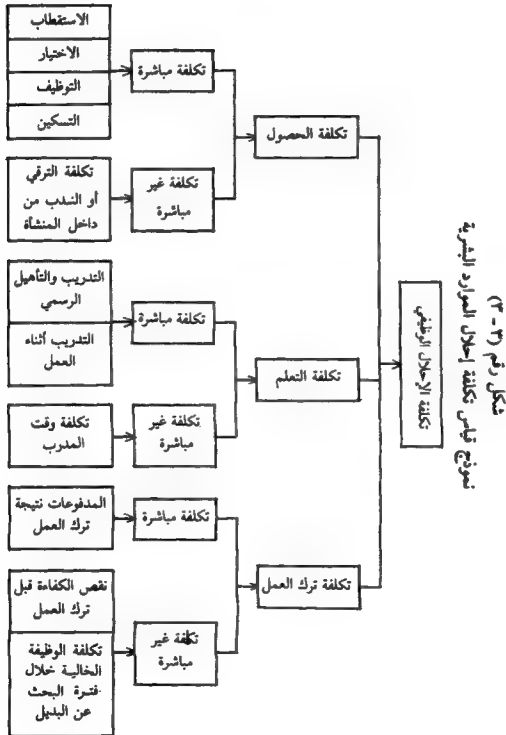 شكل رقم (٣ - ٣)
نموذج قياس تكلفة إحلال الموارد البشرية
تكلفة الإحلال الوظيفي
تكلفة الحصول
تكلفة مباشرة
الاستقطاب
الاختيار
التوظيف
التسكين
تكلفة غير
مباشرة
تكلفة الترقي
أو الندب من
داخل المنشأة
تكلفة التعلم
تكلفة مباشرة
التدريب والتأهيل
الرسمي
التدريب أثناء
العمل
تكلفة غير
مباشرة
تكلفة وقت
المدرب
تكلفة ترك العمل
تكلفة مباشرة
المدفوعات نتيجة
ترك العمل
تكلفة غير
مباشرة
نقص الكفاءة قبل
ترك العمل
تكلفة الوظيفة
الخالية خلال
فترة البحث
عن البديل